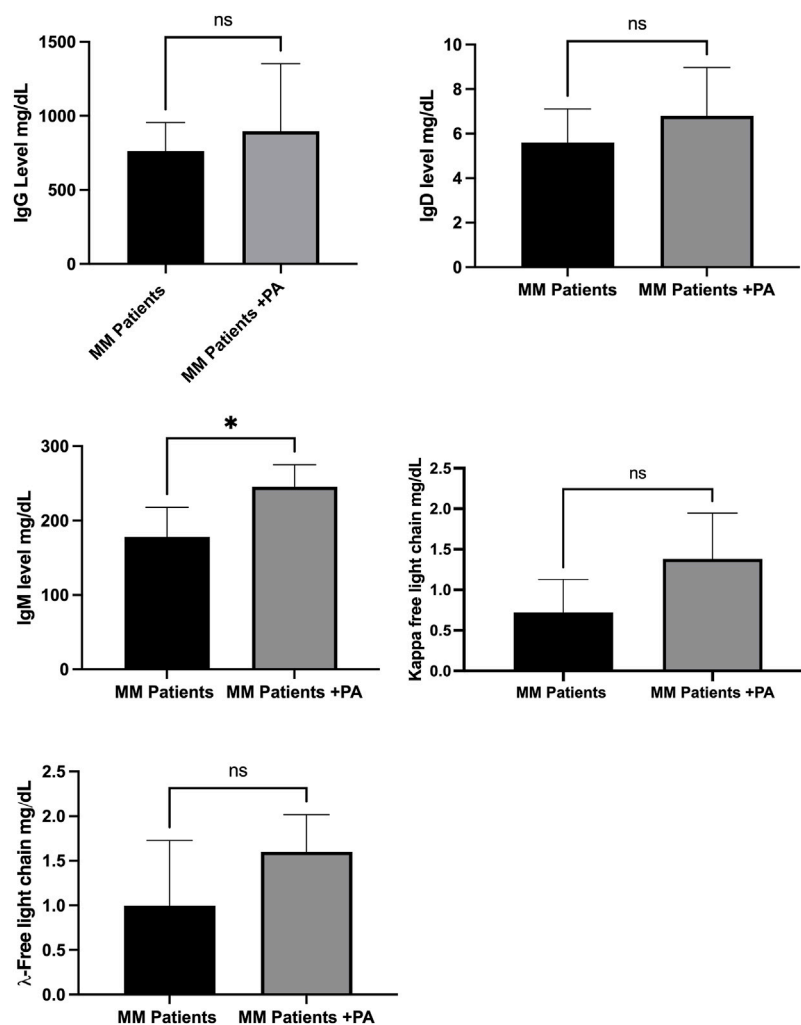 ns
IgG Level mg/dL
1500
1000
500
0
MM Patients
MM Patients +PA
ns
IgD level mg/dL
10
8
6
4
2
0
MM Patients
MM Patients +PA
*
IgM level mg/dL
300
200
100
0
MM Patients
MM Patients +PA
ns
Kappa free light chain mg/dL
2.5
2.0
1.5
1.0
0.5
0.0
MM Patients
MM Patients +PA
ns
λ-Free light chain mg/dL
2.5
2.0
1.5
1.0
0.5
0.0
MM Patients
MM Patients +PA